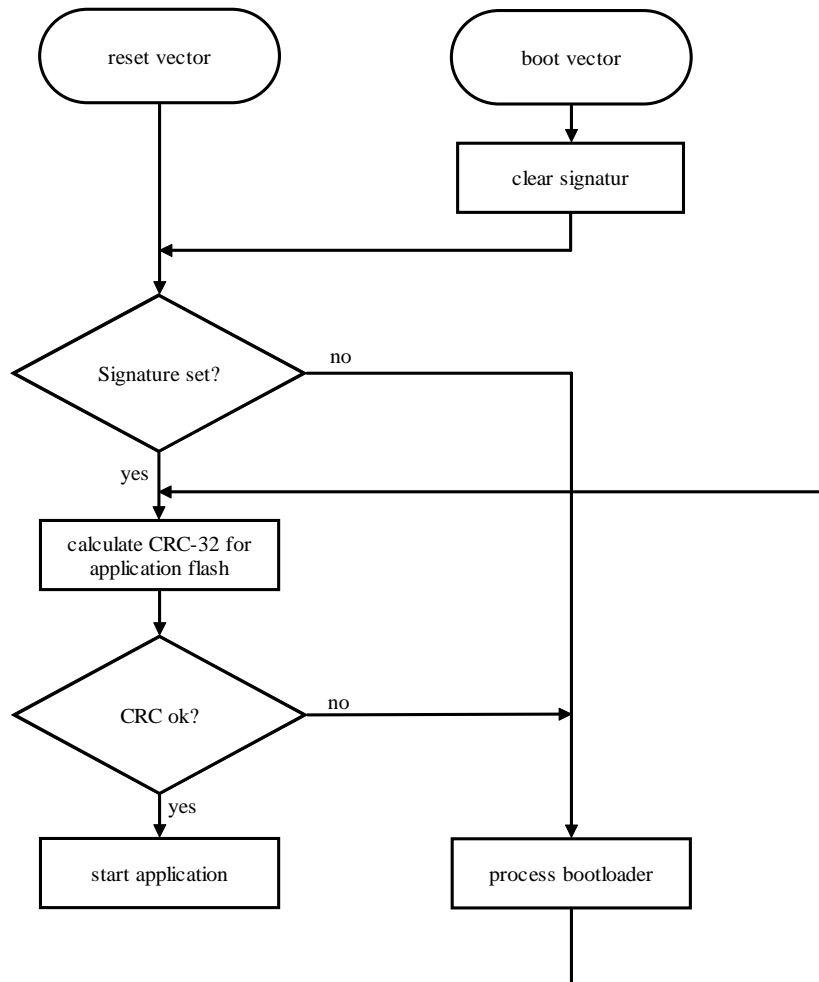 reset vector
boot vector
clear signatur
Signature set?
no
yes
calculate CRC-32 for
application flash
CRC ok?
no
yes
start application
process bootloader